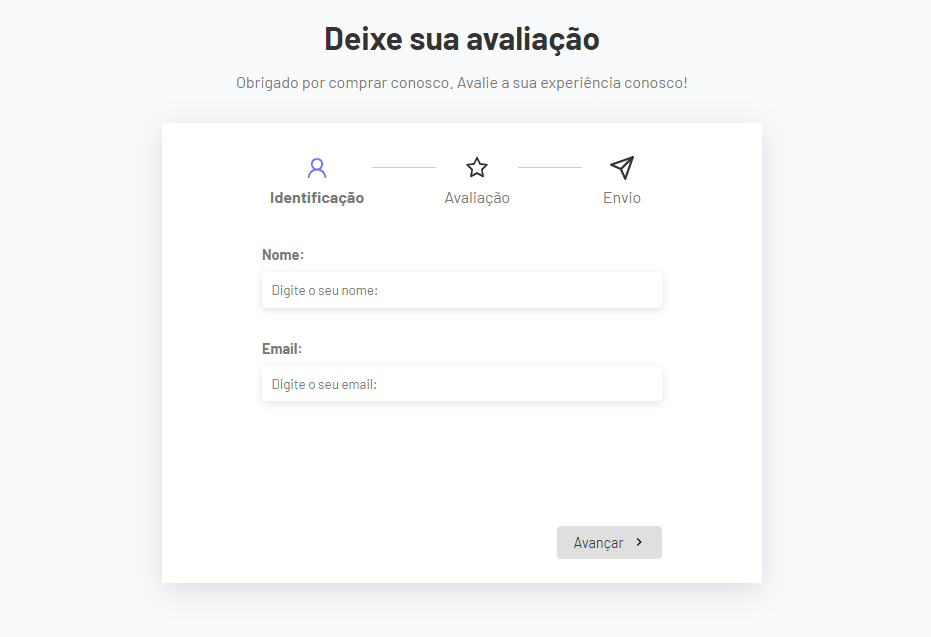 Deixe sua avaliação
Obrigado por comprar conosco. Avalie a sua experiência conosco!
Identificação Avaliação Envio
Nome:
Digite o seu nome:
Email:
Digite o seu email:
Avançar